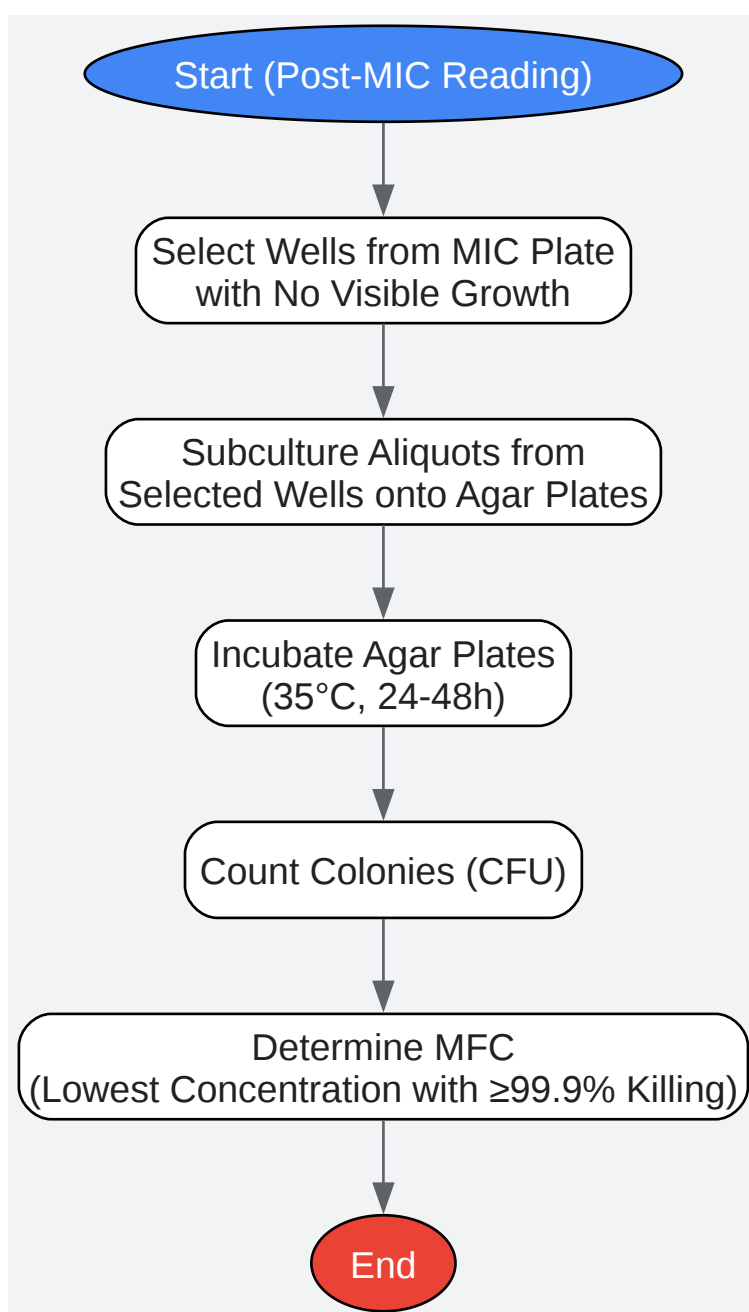 Start (Post-MIC Reading)
Select Wells from MIC Plate
with No Visible Growth
Subculture Aliquots from
Selected Wells onto Agar Plates
Incubate Agar Plates
(35°C, 24-48h)
Count Colonies (CFU)
Determine MFC
(Lowest Concentration with ≥99.9% Killing)
End